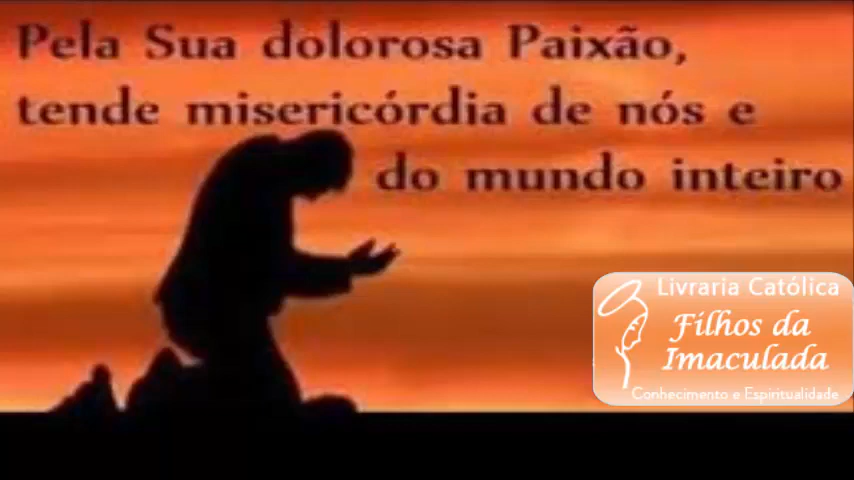 Pela Sua dolorosa Paixão,
tende misericórdia de nós e
do mundo inteiro
Livraria Católica
Filhos da
Imaculada
Conhecimento e Espiritualidade